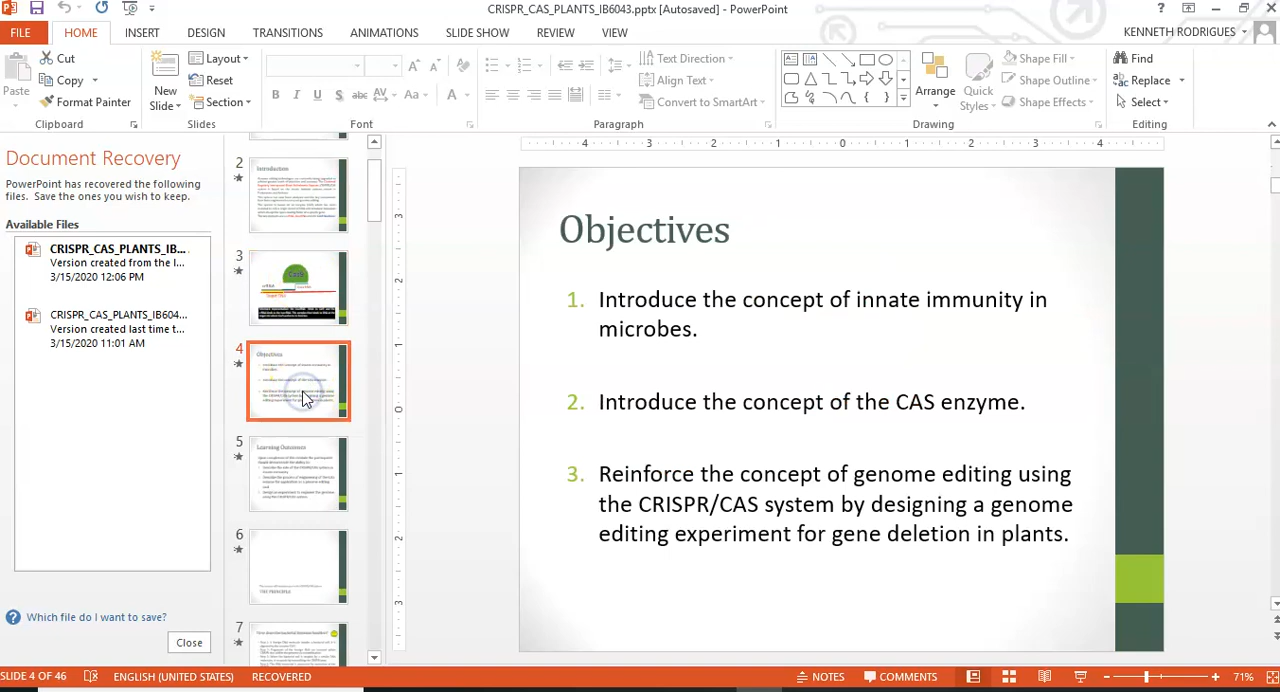 CRISPR_CAS_PLANTS_IB6043.pptx [Autosaved] - PowerPoint
FILE HOME INSERT DESIGN TRANSITIONS ANIMATIONS SLIDE SHOW REVIEW VIEW KENNETH RODRIGUES
Paste Cut Copy Format Painter
Clipboard
New Slide Layout Reset Section
Slides
Font
Text Direction Align Text Convert to SmartArt
Paragraph
Arrange Quick Styles Shape Fill Shape Outline Shape Effects
Drawing
Find Replace Select
Editing
Document Recovery
PowerPoint has recovered the following
files you wish to keep.
Available Files
CRISPR_CAS_PLANTS_IB...
Version created from the l...
3/15/2020 12:06 PM
CRISPR_CAS_PLANTS_IB604...
created last time t...
3/15/2020 11:01 AM
Which file do I want to save?
Close
2
Introduction
3
Cas9
4
Objectives
5
Learning Outcomes
6
THE PRINCIPLE
7
Objectives
1. Introduce the concept of innate immunity in
microbes.
2. Introduce the concept of the CAS enzyme.
3. Reinforce concept of genome editing using
the CRISPR/CAS system by designing a genome
editing experiment for gene deletion in plants.
SLIDE 4 OF 46 ENGLISH (UNITED STATES) RECOVERED NOTES COMMENTS 71%